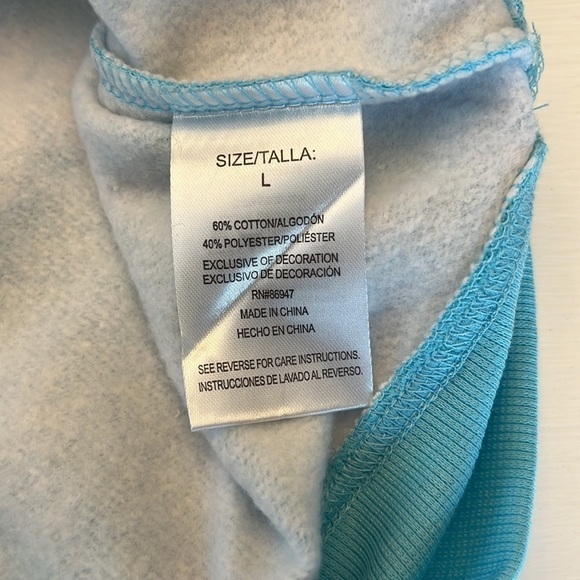 SIZE/TALLA:
L
60% COTTON/ALGODÓN
40% POLYESTER/POLIÉSTER
EXCLUSIVE OF DECORATION
EXCLUSIVO DE DECORACIÓN
RN#86947
MADE IN CHINA
HECHO EN CHINA
SEE REVERSE FOR CARE INSTRUCTIONS.
INSTRUCCIONES DE LAVADO AL REVERSO.